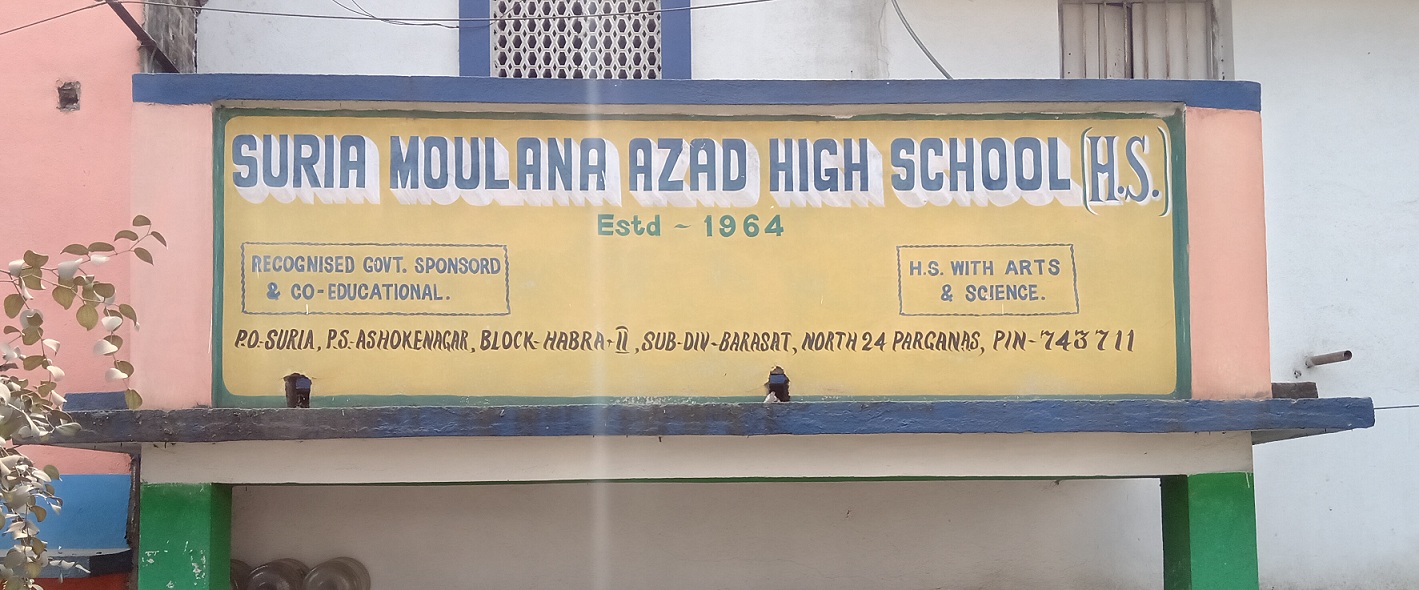 SURIA MOULANA AZAD HIGH SCHOOL (H.S.)
Estd ~ 1964
RECOGNISED GOVT. SPONSORD
& CO-EDUCATIONAL.
H.S. WITH ARTS
& SCIENCE.
P.O-SURIA, P.S.-ASHOKENAGAR, BLOCK-HABRA-II, SUB-DIV-BARASAT, NORTH 24 PARGANAS, PIN-743711